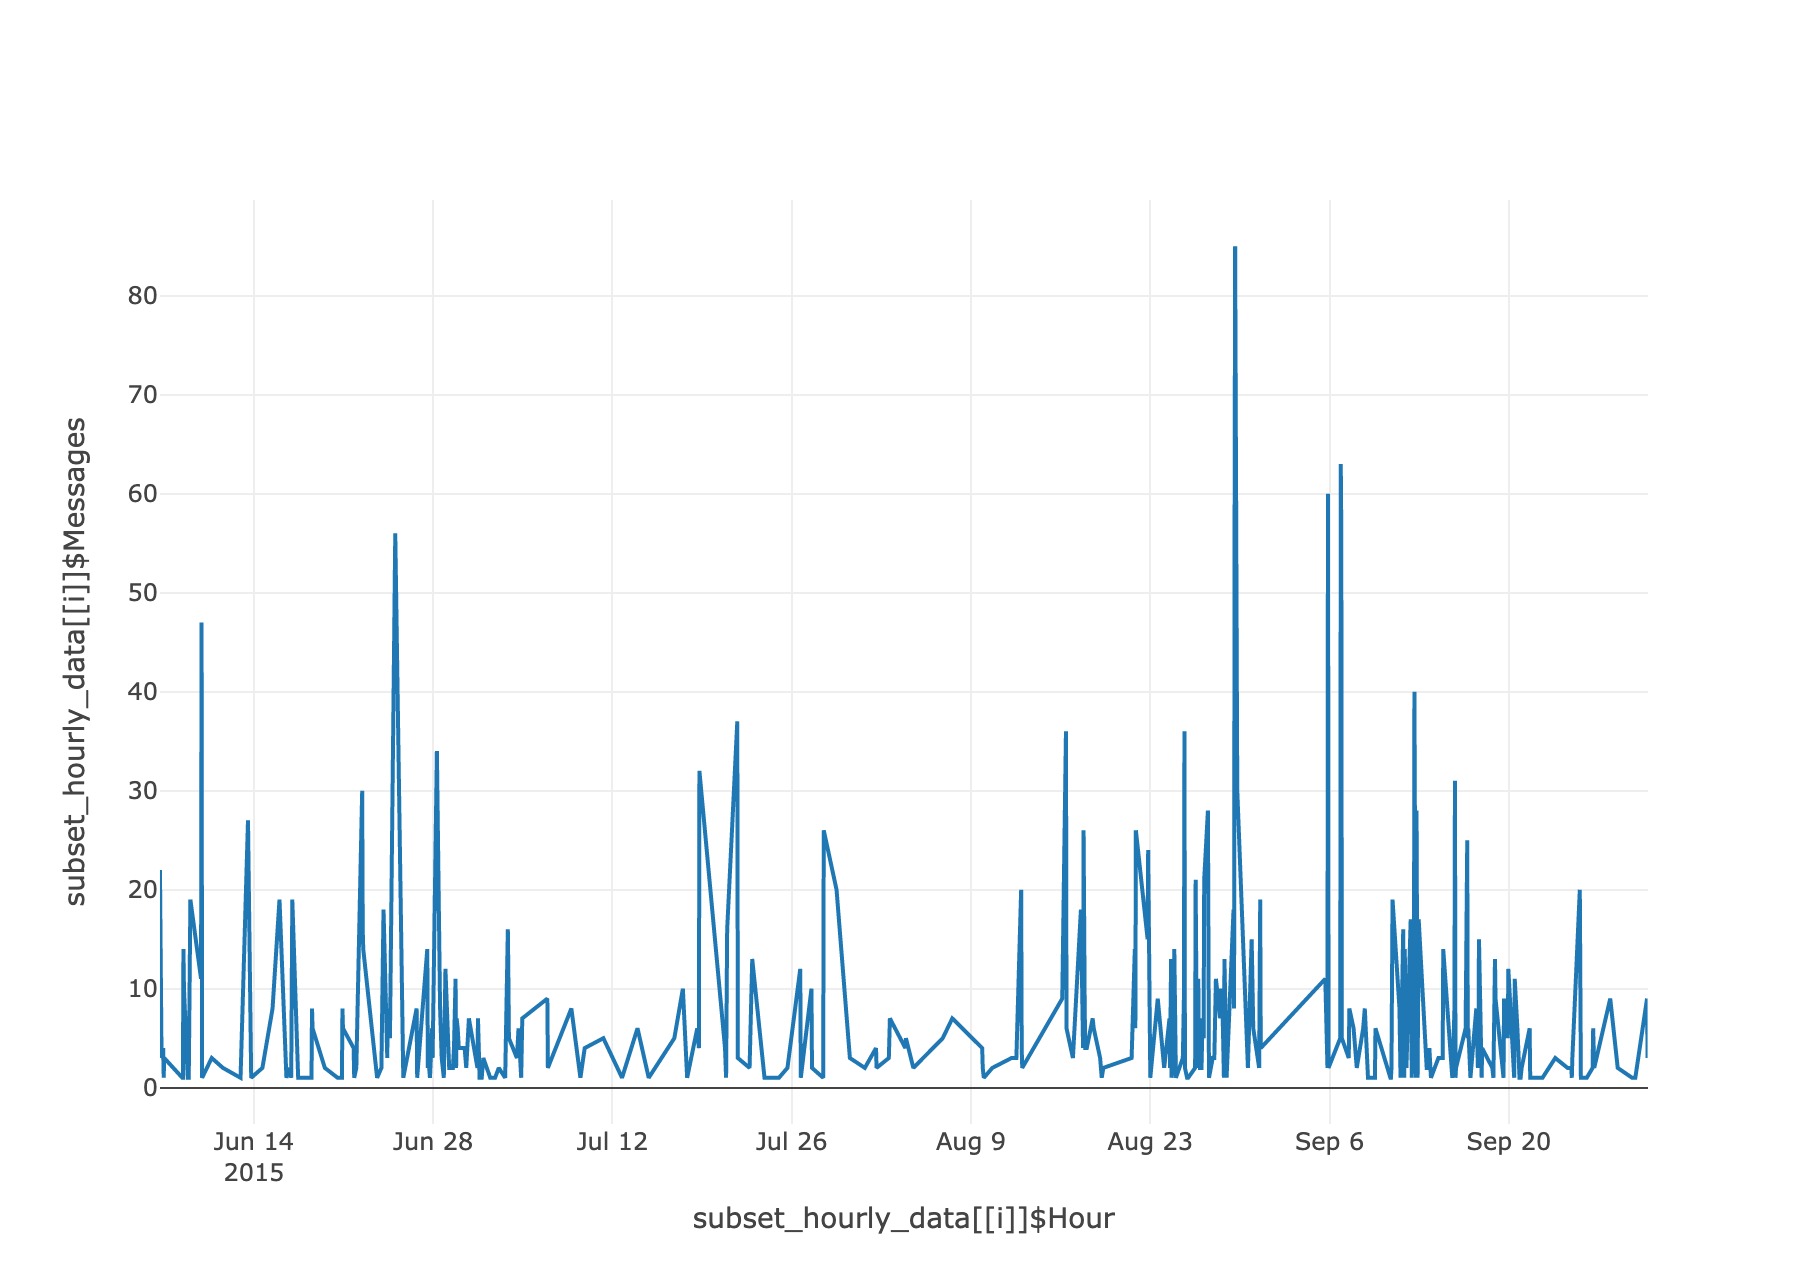 subset_hourly_data[[i]]$Messages
80
70
60
50
40
30
20
10
0
Jun 14
2015
Jun 28
Jul 12
Jul 26
Aug 9
Aug 23
Sep 6
Sep 20
subset_hourly_data[[i]]$Hour